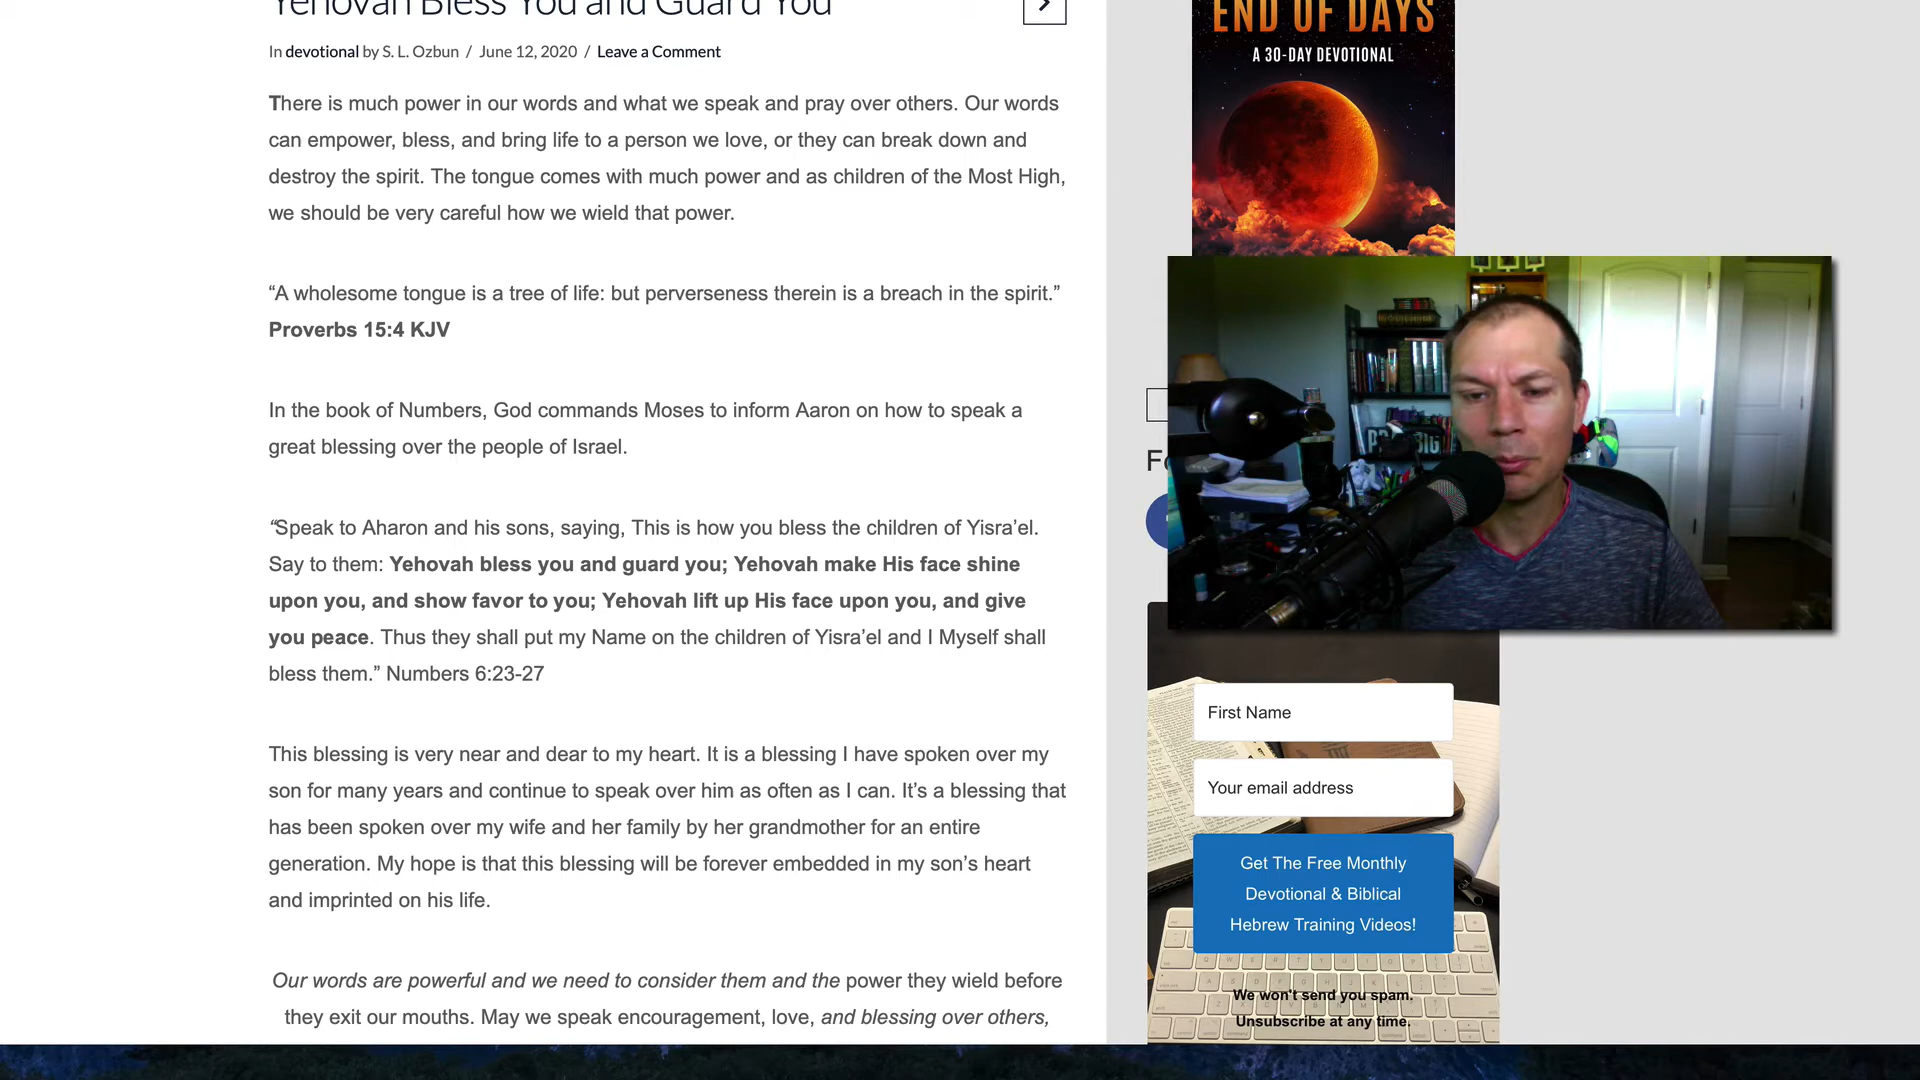 Yehovah Bless You and Guard You
In devotional by S. L. Ozbun / June 12, 2020 / Leave a Comment
There is much power in our words and what we speak and pray over others. Our words
can empower, bless, and bring life to a person we love, or they can break down and
destroy the spirit. The tongue comes with much power and as children of the Most High,
we should be very careful how we wield that power.
“A wholesome tongue is a tree of life: but perverseness therein is a breach in the spirit.”
Proverbs 15:4 KJV
In the book of Numbers, God commands Moses to inform Aaron on how to speak a
great blessing over the people of Israel.
“Speak to Aharon and his sons, saying, This is how you bless the children of Yisra’el.
Say to them: Yehovah bless you and guard you; Yehovah make His face shine
upon you, and show favor to you; Yehovah lift up His face upon you, and give
you peace. Thus they shall put my Name on the children of Yisra’el and I Myself shall
bless them.” Numbers 6:23-27
This blessing is very near and dear to my heart. It is a blessing I have spoken over my
son for many years and continue to speak over him as often as I can. It’s a blessing that
has been spoken over my wife and her family by her grandmother for an entire
generation. My hope is that this blessing will be forever embedded in my son’s heart
and imprinted on his life.
Our words are powerful and we need to consider them and the power they wield before
they exit our mouths. May we speak encouragement, love, and blessing over others,
END OF DAYS
A 30-DAY DEVOTIONAL
First Name
Your email address
Get The Free Monthly
Devotional & Biblical
Hebrew Training Videos!
We won't send you spam.
Unsubscribe at any time.